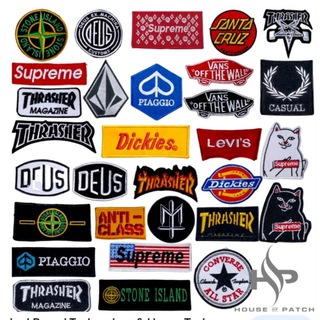 STONE ISLAND
DEUS
Supreme
SANTA
CRUZ
THRASHER
Supreme
PIAGGIO
VANS
"OFF THE WALL"
VANS
"OFF THE WALL"
CASUAL
THRASHER
MAGAZINE
THRASHER
Dickies
Levi's
Supreme
DEUS
DEUS
THRASHER
Dickies
ANTI-
CLASS
THRASHER
MAGAZINE
Supreme
PIAGGIO
Supreme
CONVERSE
ALL STAR
THRASHER
MAGAZINE
STONE ISLAND
HOUSE OF PATCH